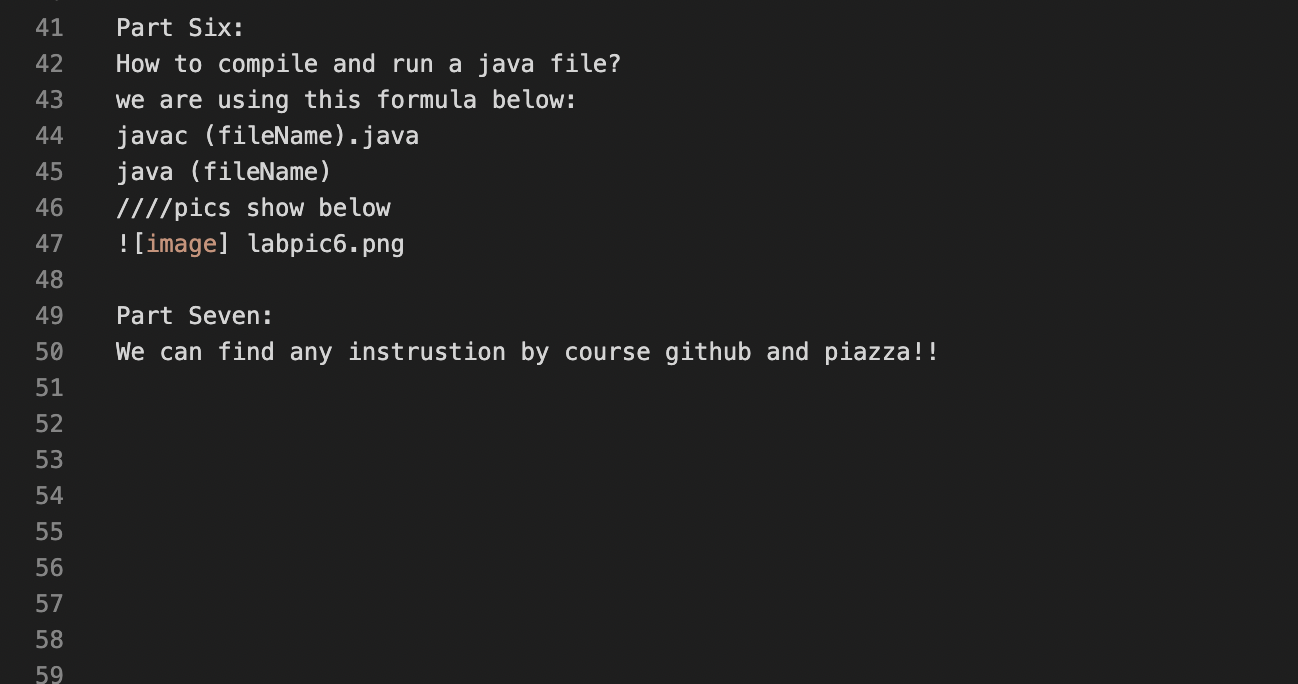 41 Part Six:
42 How to compile and run a java file?
43 we are using this formula below:
44 javac (fileName).java
45 java (fileName)
46 ////pics show below
47 ![image] labpic6.png
48
49 Part Seven:
50 We can find any instrustion by course github and piazza!!
51
52
53
54
55
56
57
58
59